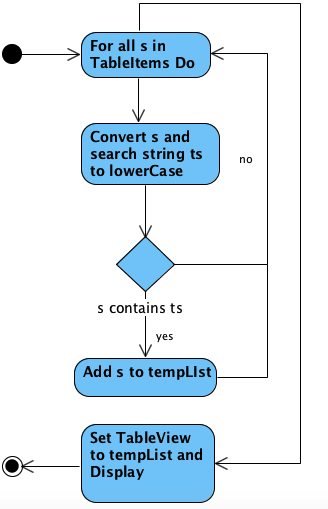 For all s in
TableItems Do
Convert s and
search string ts
to lowerCase
no
s contains ts
yes
Add s to tempLIst
Set TableView
to tempList and
Display